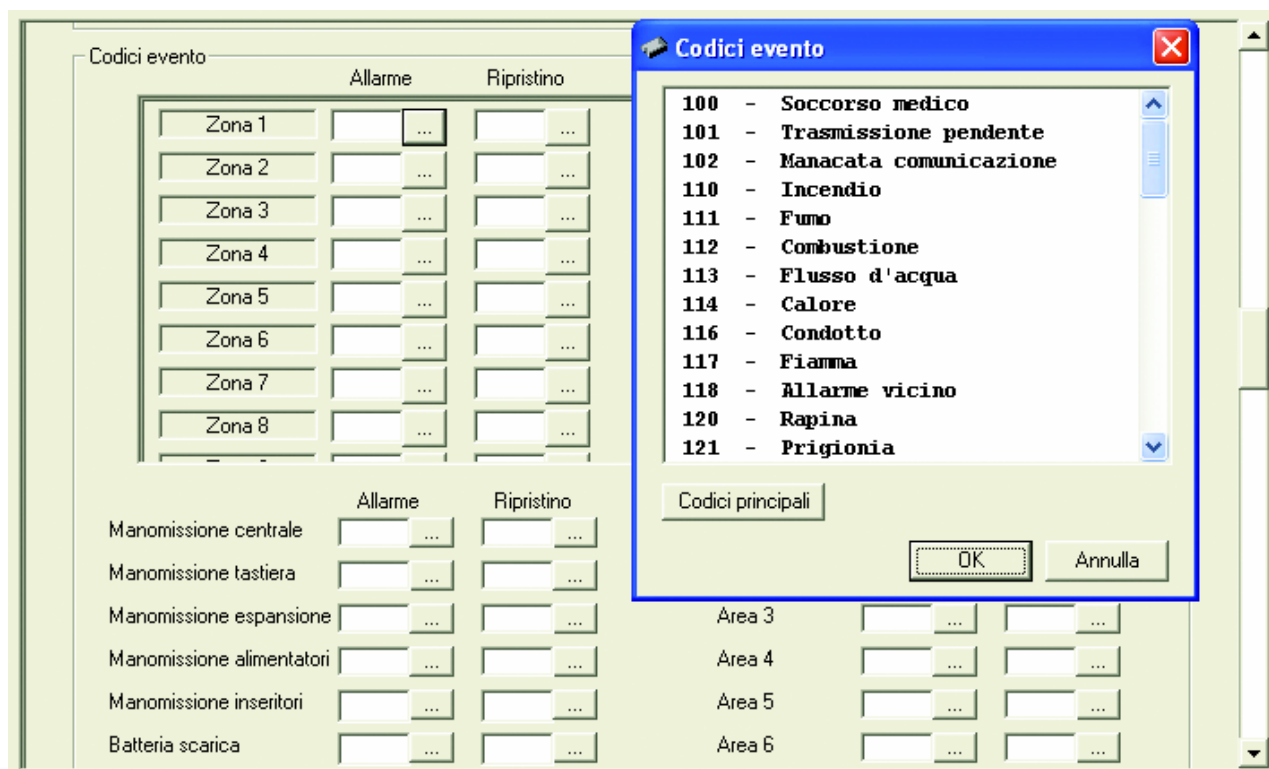 Codici evento
Allarme Ripristino
Zona 1 ... ...
Zona 2 ... ...
Zona 3 ... ...
Zona 4 ... ...
Zona 5 ... ...
Zona 6 ... ...
Zona 7 ... ...
Zona 8 ... ...
Allarme Ripristino
Manomissione centrale ... ...
Manomissione tastiera ... ...
Manomissione espansione ... ...
Manomissione alimentatori ... ...
Manomissione inseritori ... ...
Batteria scarica ... ...
Area 3 ... ...
Area 4 ... ...
Area 5 ... ...
Area 6 ... ...
Codici evento
100 - Soccorso medico
101 - Trasmissione pendente
102 - Manacata comunicazione
110 - Incendio
111 - Fumo
112 - Combustione
113 - Flusso d'acqua
114 - Calore
116 - Condotto
117 - Fiamma
118 - Allarme vicino
120 - Rapina
121 - Prigionia
Codici principali
OK Annulla